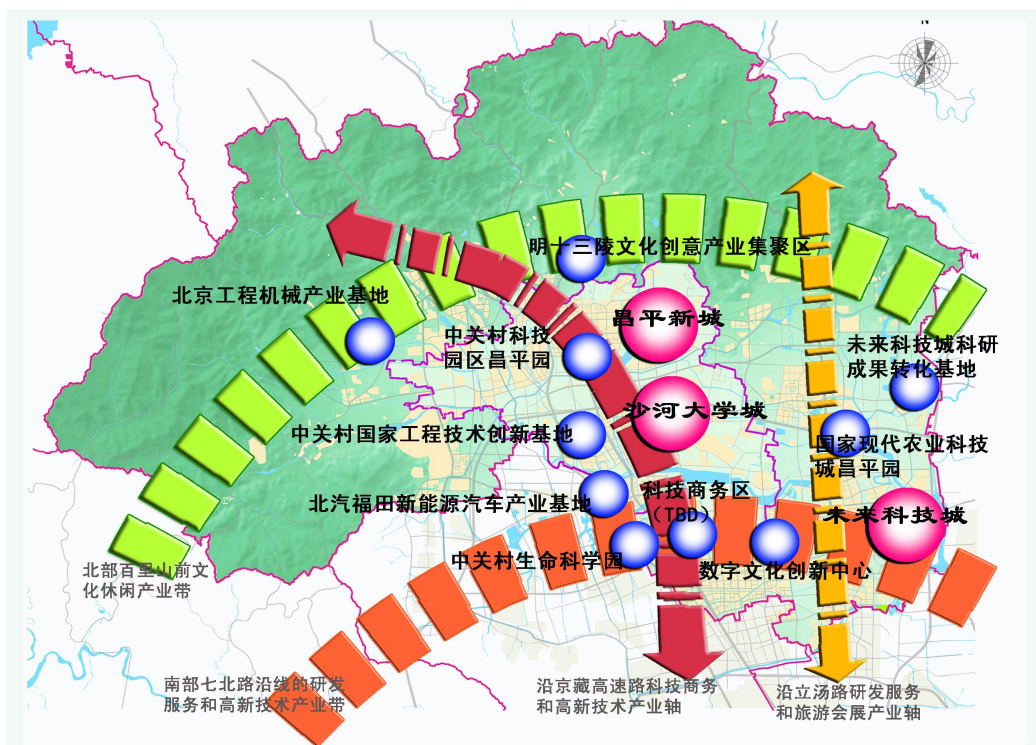 N
明十三陵文化创意产业集聚区
北京工程机械产业基地
昌平新城
中关村科技
园区昌平园
未来科技城科研
成果转化基地
沙河大学城
中关村国家工程技术创新基地
国家现代农业科技
城昌平园
北汽福田新能源汽车产业基地
科技商务区
（TBD）
未来科技城
中关村生命科学园
数字文化创新中心
北部百里山前文
化休闲产业带
南部七北路沿线的研发
服务和高新技术产业带
沿京藏高速路科技商务
和高新技术产业轴
沿立汤路研发服务
和旅游会展产业轴